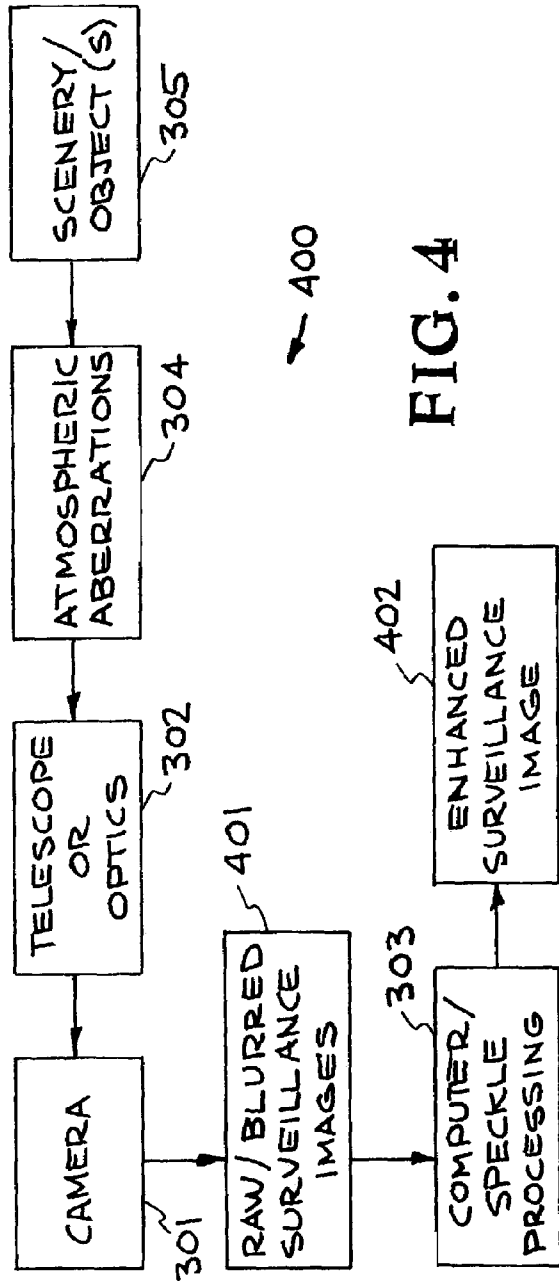 CAMERA
301
TELESCOPE
OR
OPTICS
302
ATMOSPHERIC
ABERRATIONS
304
SCENERY/
OBJECT(S)
305
RAW/BLURRED
SURVEILLANCE
IMAGES
401
COMPUTER/
SPECKLE
PROCESSING
303
ENHANCED
SURVEILLANCE
IMAGE
402
400
FIG. 4